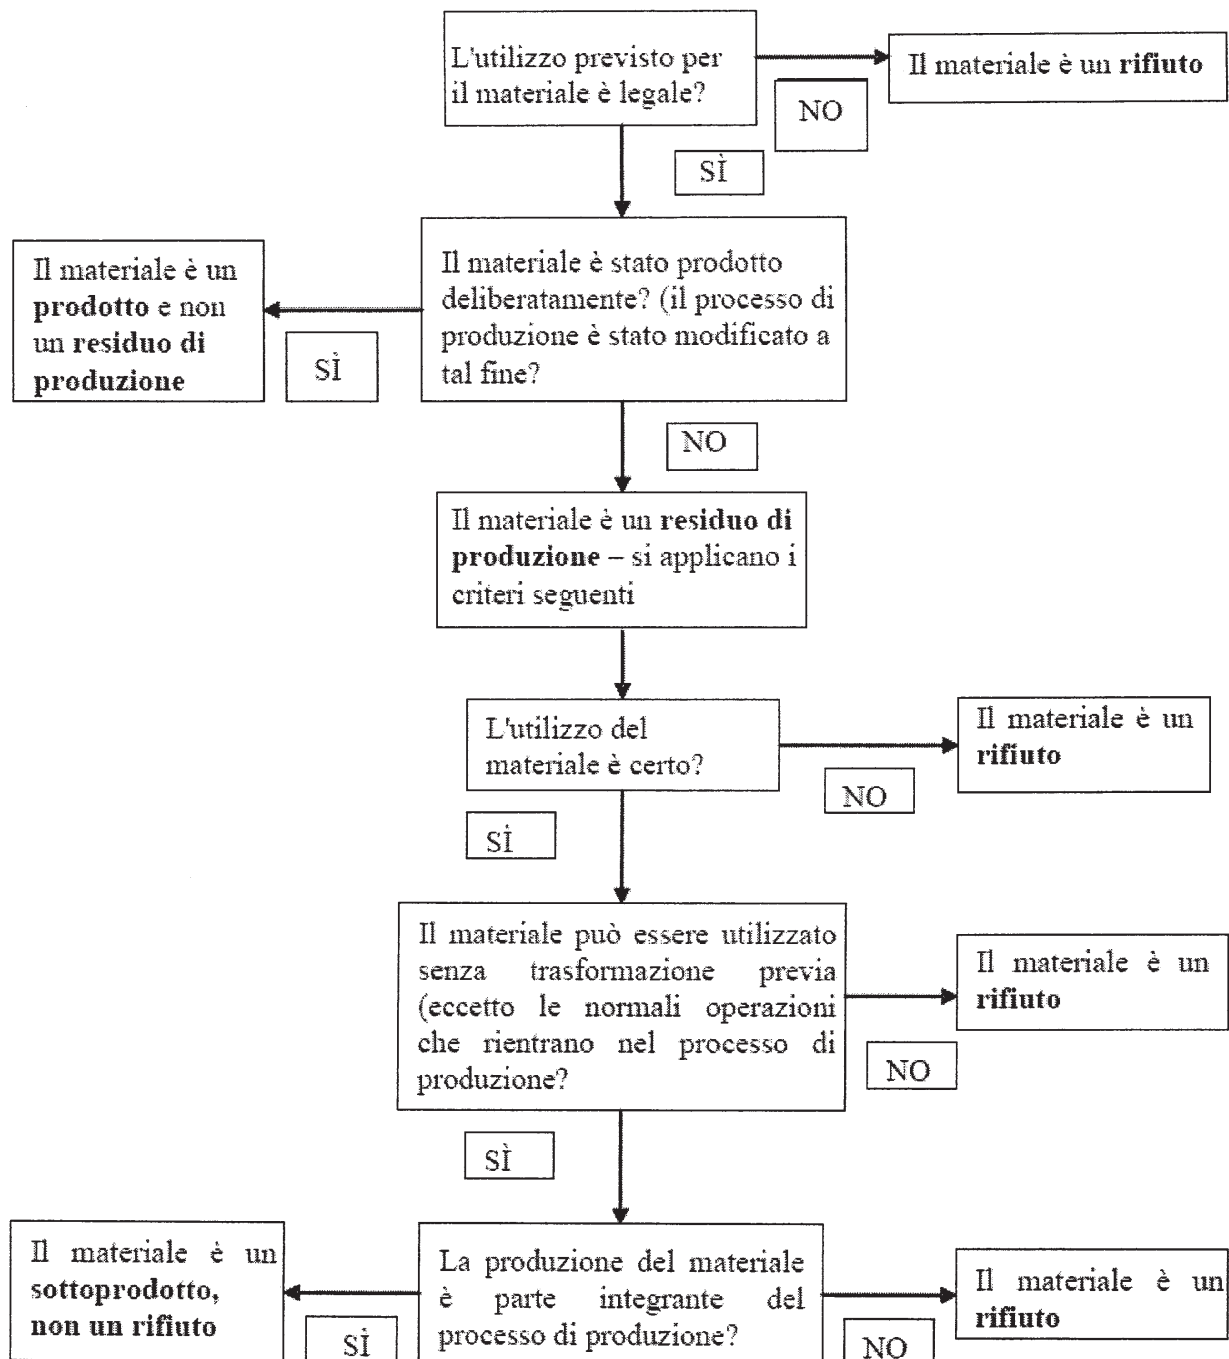 L'utilizzo previsto per
il materiale è legale?
Il materiale è un rifiuto
NO
SÌ
Il materiale è stato prodotto
deliberatamente? (il processo di
produzione è stato modificato a
tal fine?
Il materiale è un
prodotto e non
un residuo di
produzione
SÌ
NO
Il materiale è un residuo di
produzione – si applicano i
criteri seguenti
L'utilizzo del
materiale è certo?
Il materiale è un
rifiuto
NO
SÌ
Il materiale può essere utilizzato
senza trasformazione previa
(eccetto le normali operazioni
che rientrano nel processo di
produzione?
Il materiale è un
rifiuto
NO
SÌ
La produzione del materiale
è parte integrante del
processo di produzione?
Il materiale è un
sottoprodotto,
non un rifiuto
SÌ
Il materiale è un
rifiuto
NO